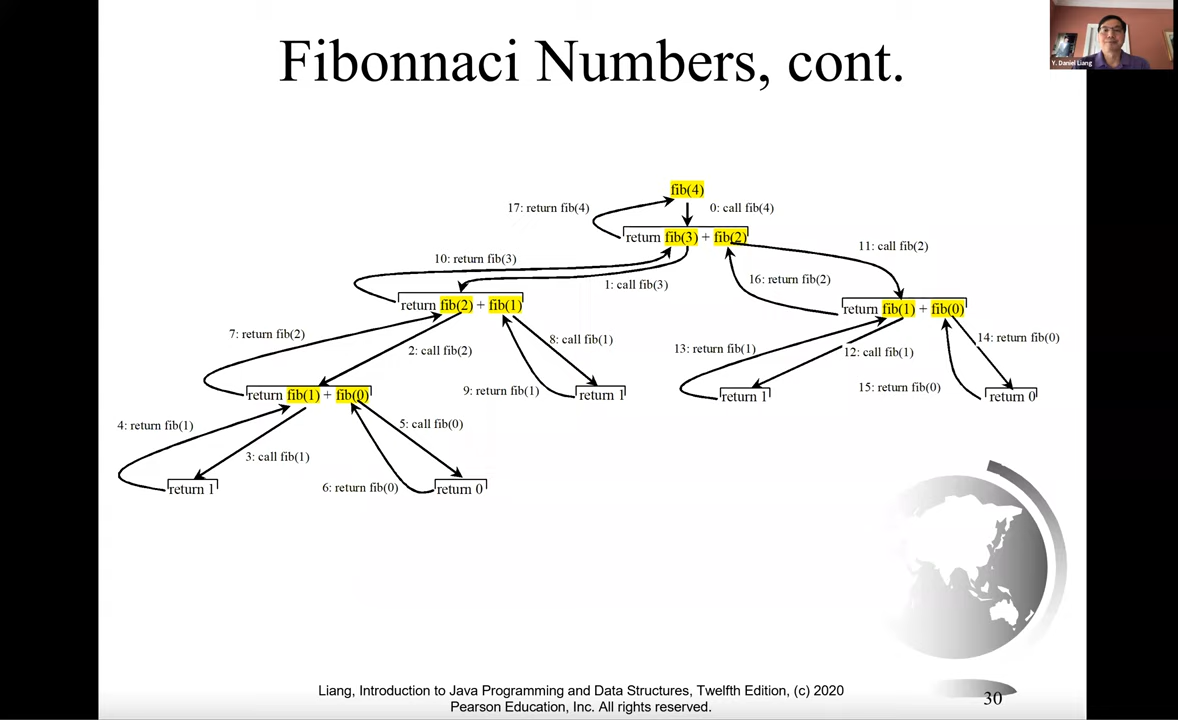 Fibonnaci Numbers, cont.
Y. Daniel Liang
fib(4)
17: return fib(4)
0: call fib(4)
return fib(3) + fib(2)
11: call fib(2)
10: return fib(3)
1: call fib(3)
16: return fib(2)
return fib(2) + fib(1)
return fib(1) + fib(0)
7: return fib(2)
2: call fib(2)
8: call fib(1)
13: return fib(1)
12: call fib(1)
14: return fib(0)
9: return fib(1)
15: return fib(0)
return fib(1) + fib(0)
return 1
return 1
return 0
4: return fib(1)
5: call fib(0)
3: call fib(1)
6: return fib(0)
return 1
return 0
Liang, Introduction to Java Programming and Data Structures, Twelfth Edition, (c) 2020
Pearson Education, Inc. All rights reserved.
30